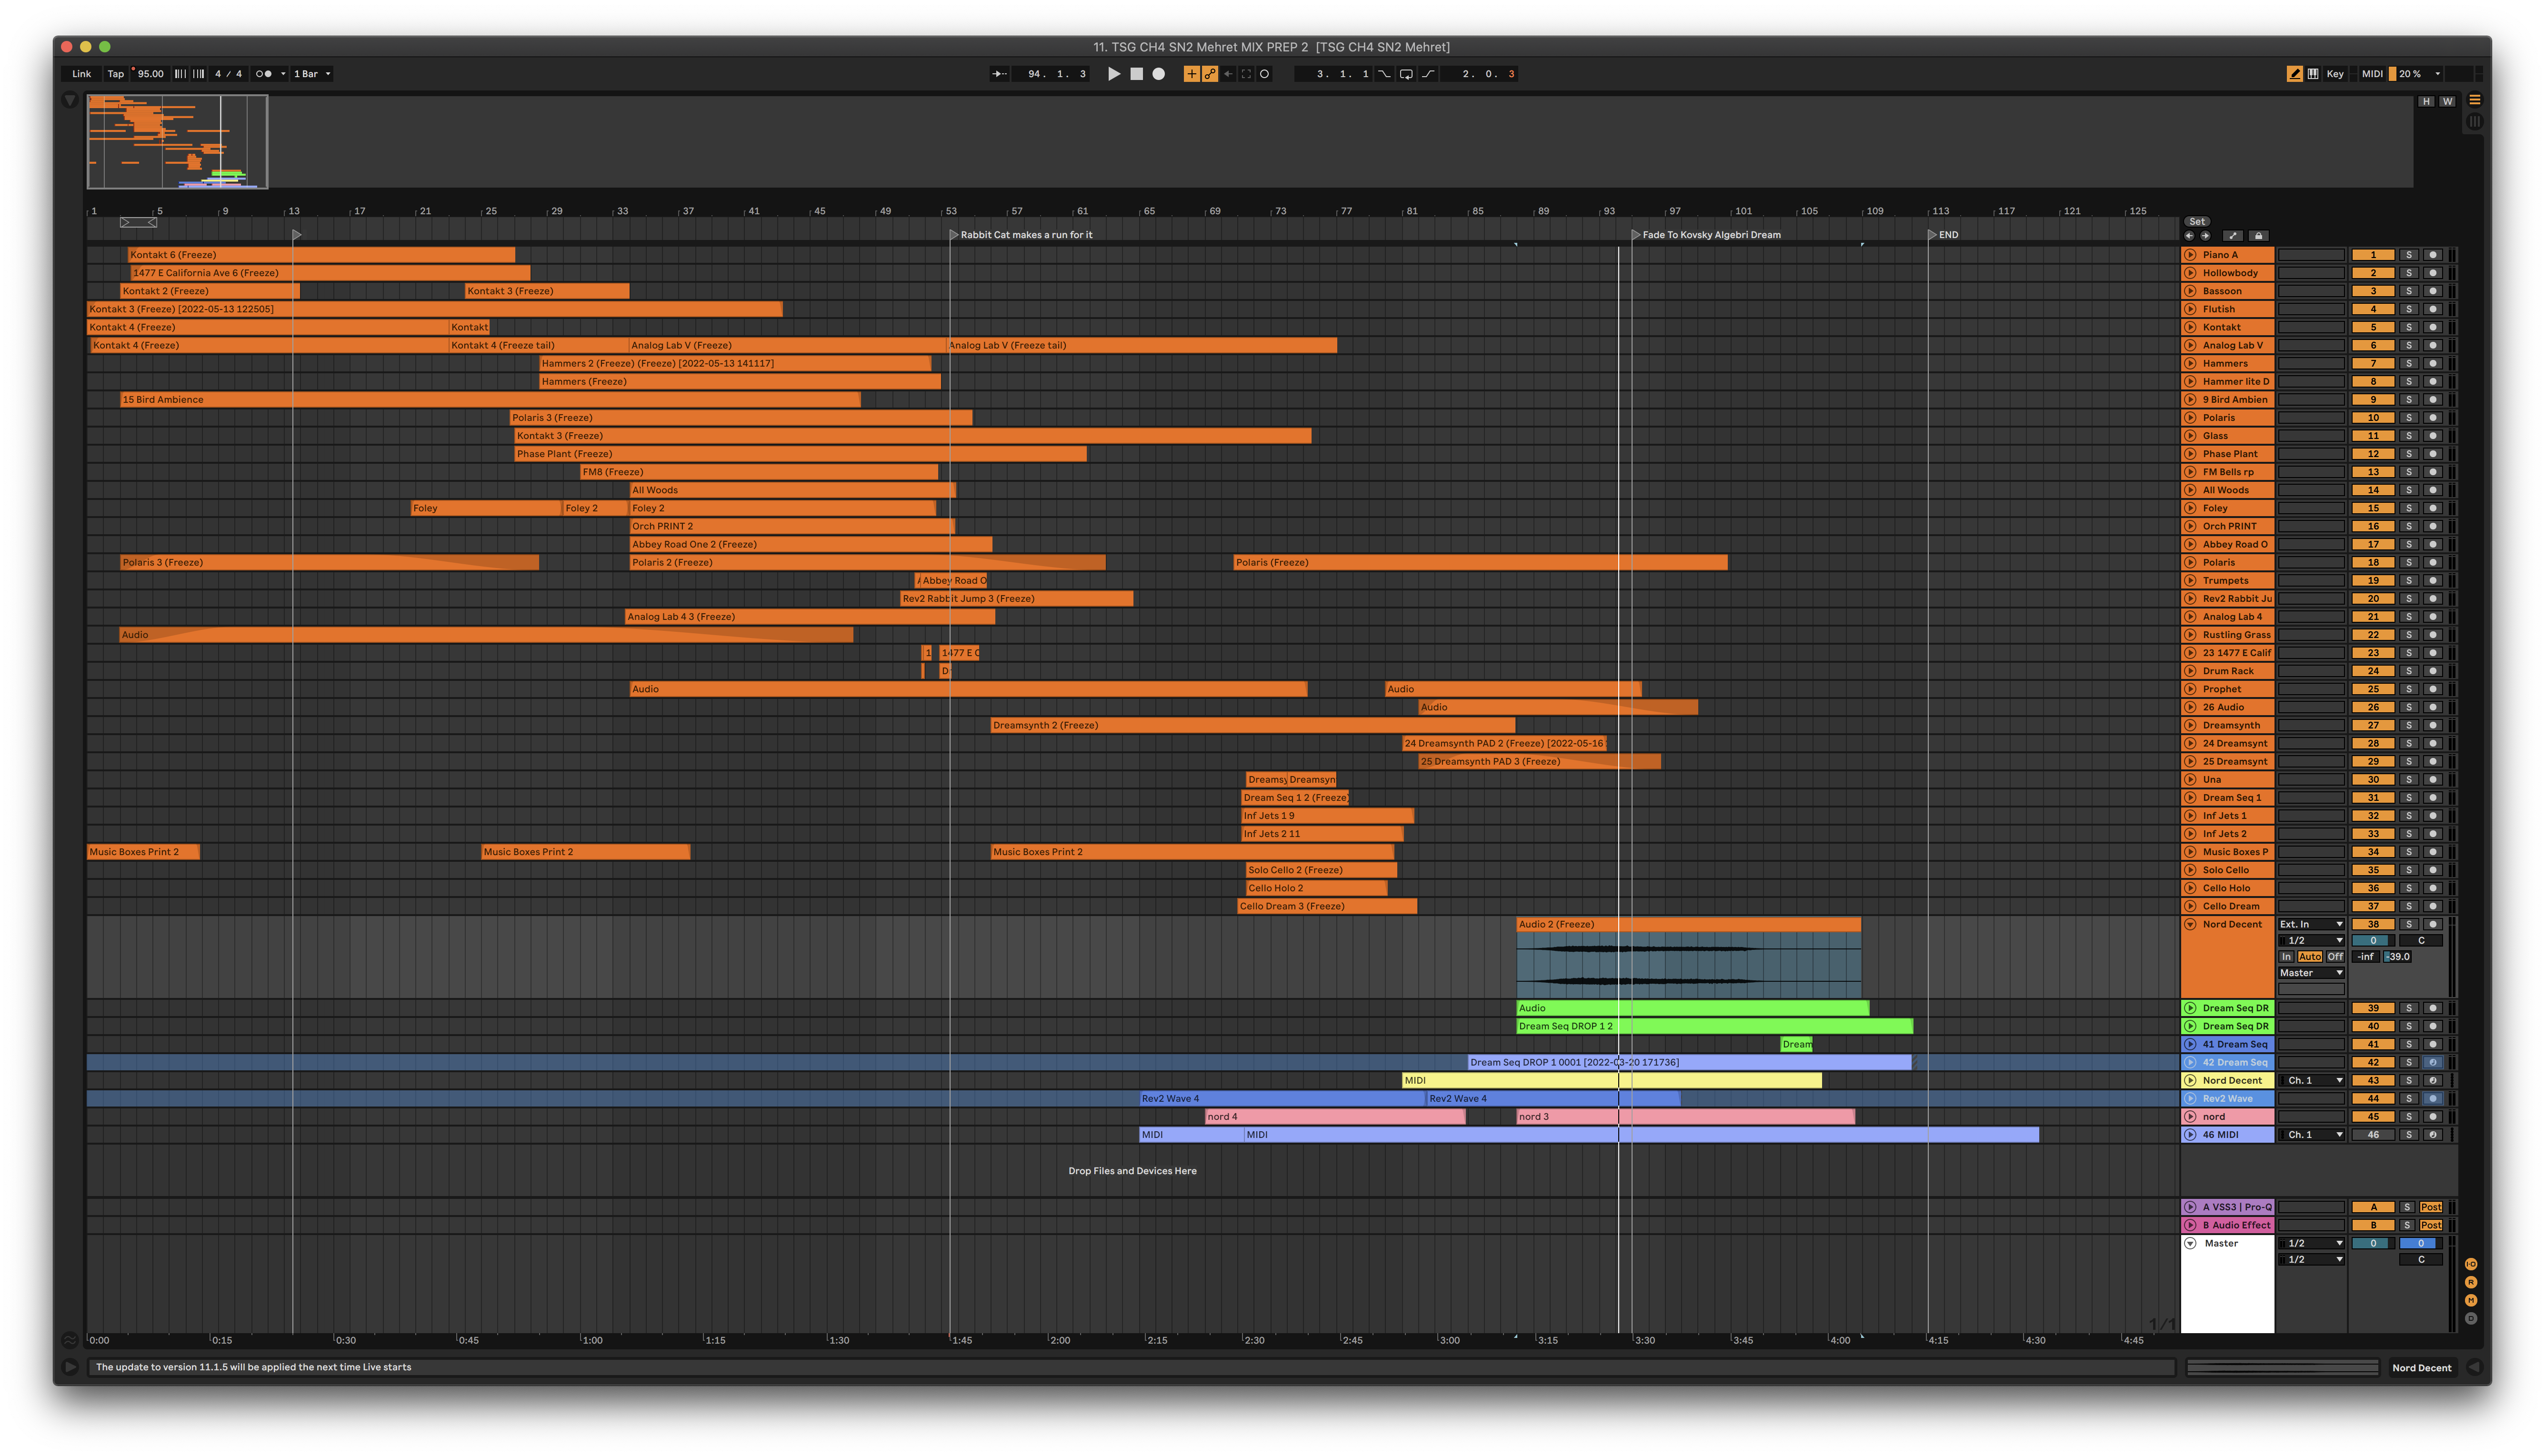 11. TSG CH4 SN2 Mehret MIX PREP 2 [TSG CH4 SN2 Mehret]
Link Tap 95.00 4 / 4 1 Bar 94. 1. 3 3. 1. 1 2. 0. 3 Key MIDI 20 %
H W
1 5 9 13 17 21 25 29 33 37 41 45 49 53 57 61 65 69 73 77 81 85 89 93 97 101 105 109 113 117 121 125
Set
Rabbit Cat makes a run for it Fade To Kovsky Algebri Dream END
Kontakt 6 (Freeze) Piano A 1 S
1477 E California Ave 6 (Freeze) Hollowbody 2 S
Kontakt 2 (Freeze) Kontakt 3 (Freeze) Bassoon 3 S
Kontakt 3 (Freeze) [2022-05-13 122505] Flutish 4 S
Kontakt 4 (Freeze) Kontakt Kontakt 5 S
Kontakt 4 (Freeze) Kontakt 4 (Freeze tail) Analog Lab V (Freeze) Analog Lab V (Freeze tail) Analog Lab V 6 S
Hammers 2 (Freeze) (Freeze) [2022-05-13 141117] Hammers 7 S
Hammers (Freeze) Hammer lite D 8 S
15 Bird Ambience 9 Bird Ambien 9 S
Polaris 3 (Freeze) Polaris 10 S
Kontakt 3 (Freeze) Glass 11 S
Phase Plant (Freeze) Phase Plant 12 S
FM8 (Freeze) FM Bells rp 13 S
All Woods All Woods 14 S
Foley Foley 2 Foley 2 Foley 15 S
Orch PRINT 2 Orch PRINT 16 S
Abbey Road One 2 (Freeze) Abbey Road O 17 S
Polaris 3 (Freeze) Polaris 2 (Freeze) Polaris (Freeze) Polaris 18 S
Abbey Road O Trumpets 19 S
Rev2 Rabbit Jump 3 (Freeze) Rev2 Rabbit Ju 20 S
Analog Lab 4 3 (Freeze) Analog Lab 4 21 S
Audio Rustling Grass 22 S
1 1477 E C 23 1477 E Calif 23 S
D Drum Rack 24 S
Audio Audio Prophet 25 S
Audio 26 Audio 26 S
Dreamsynth 2 (Freeze) Dreamsynth 27 S
24 Dreamsynth PAD 2 (Freeze) [2022-05-16 24 Dreamsynt 28 S
25 Dreamsynth PAD 3 (Freeze) 25 Dreamsynt 29 S
Dreamsy Dreamsyn Una 30 S
Dream Seq 1 2 (Freeze) Dream Seq 1 31 S
Inf Jets 1 9 Inf Jets 1 32 S
Inf Jets 2 11 Inf Jets 2 33 S
Music Boxes Print 2 Music Boxes Print 2 Music Boxes Print 2 Music Boxes P 34 S
Solo Cello 2 (Freeze) Solo Cello 35 S
Cello Holo 2 Cello Holo 36 S
Cello Dream 3 (Freeze) Cello Dream 37 S
Audio 2 (Freeze) Nord Decent Ext. In 38 S
1/2 0 C
In Auto Off -inf -39.0
Master
Audio Dream Seq DR 39 S
Dream Seq DROP 1 2 Dream Seq DR 40 S
Dream 41 Dream Seq 41 S
Dream Seq DROP 1 0001 [2022-03-20 171736] 42 Dream Seq 42 S
MIDI Nord Decent Ch. 1 43 S
Rev2 Wave 4 Rev2 Wave 4 Rev2 Wave 44 S
nord 4 nord 3 nord 45 S
MIDI MIDI 46 MIDI Ch. 1 46 S
Drop Files and Devices Here
A VSS3 | Pro-Q A S Post
B Audio Effect B S Post
Master 1/2 0 0
1/2 C
I·O
R
M
D
1/1
0:00 0:15 0:30 0:45 1:00 1:15 1:30 1:45 2:00 2:15 2:30 2:45 3:00 3:15 3:30 3:45 4:00 4:15 4:30 4:45
The update to version 11.1.5 will be applied the next time Live starts Nord Decent